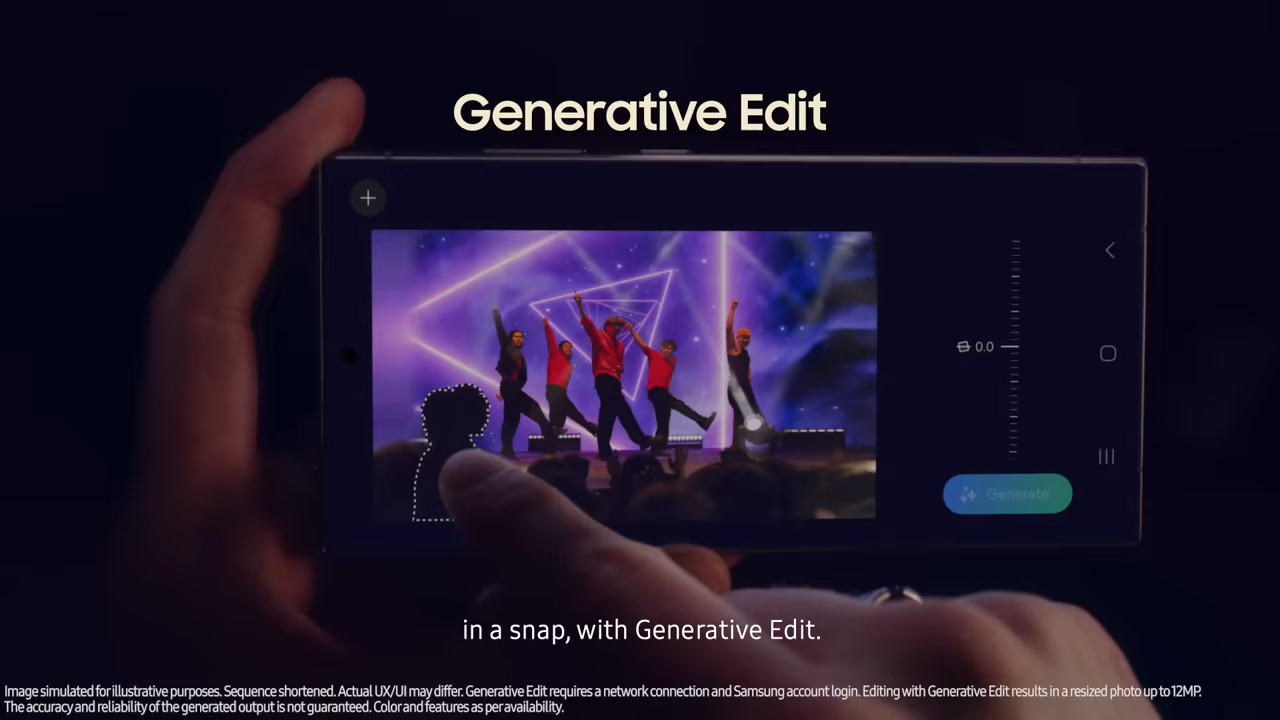 Generative Edit
0.0
Generate
in a snap, with Generative Edit.
Image simulated for illustrative purposes. Sequence shortened. Actual UX/UI may differ. Generative Edit requires a network connection and Samsung account login. Editing with Generative Edit results in a resized photo up to 12MP.
The accuracy and reliability of the generated output is not guaranteed. Color and features as per availability.